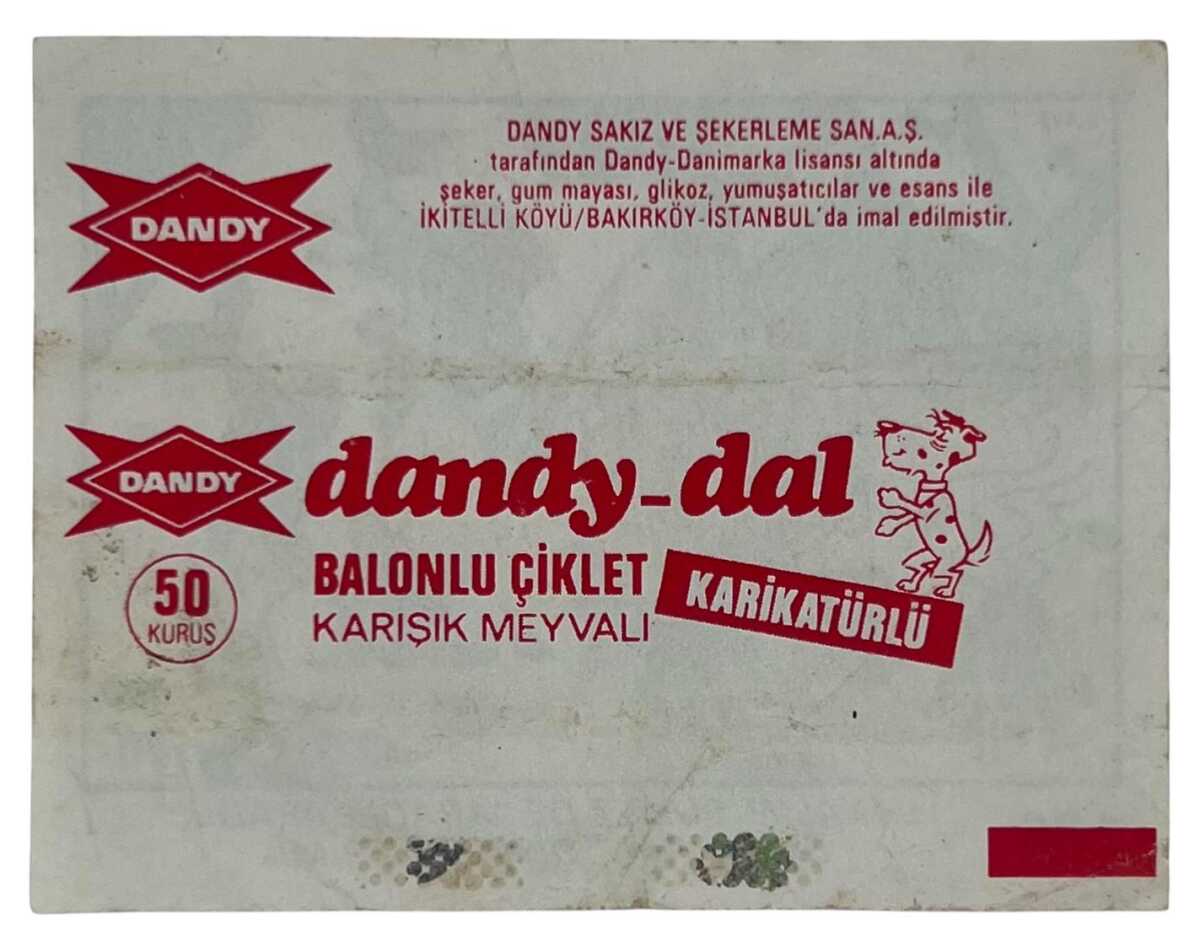 DANDY SAKIZ VE ŞEKERLEME SAN.A.Ş.
tarafından Dandy-Danimarka lisansı altında
şeker, gum mayası, glikoz, yumuşatıcılar ve esans ile
İKİTELLİ KÖYÜ/BAKIRKÖY-İSTANBUL'da imal edilmiştir.
DANDY
DANDY
dandy-dal
50
KURUŞ
BALONLU ÇİKLET
KARIŞIK MEYVALI
KARİKATÜRLÜ